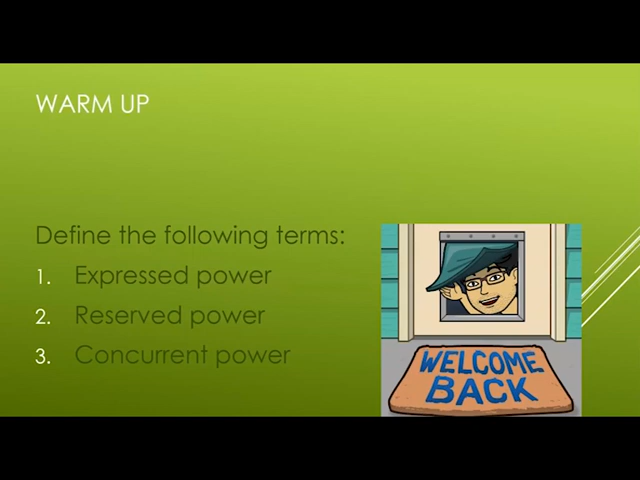 WARM UP
Define the following terms:
1. Expressed power
2. Reserved power
3. Concurrent power
WELCOME
BACK